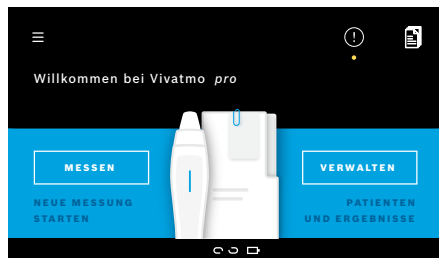 Willkommen bei Vivatmo pro
MESSEN
VERWALTEN
NEUE MESSUNG
STARTEN
PATIENTEN
UND ERGEBNISSE